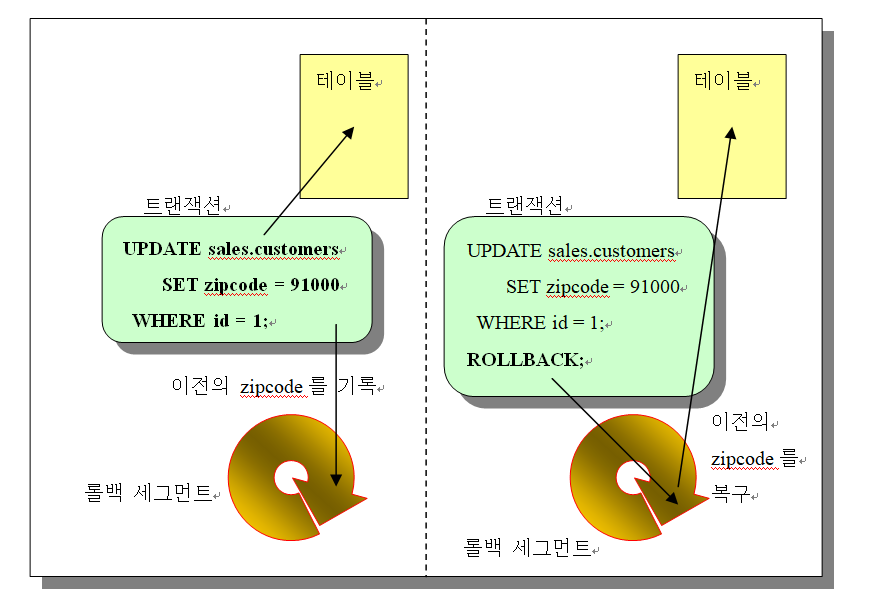 테이블
트랜잭션
UPDATE sales.customers
SET zipcode = 91000
WHERE id = 1;
이전의 zipcode 를 기록
롤백 세그먼트
테이블
트랜잭션
UPDATE sales.customers
SET zipcode = 91000
WHERE id = 1;
ROLLBACK;
이전의
zipcode 를
복구
롤백 세그먼트